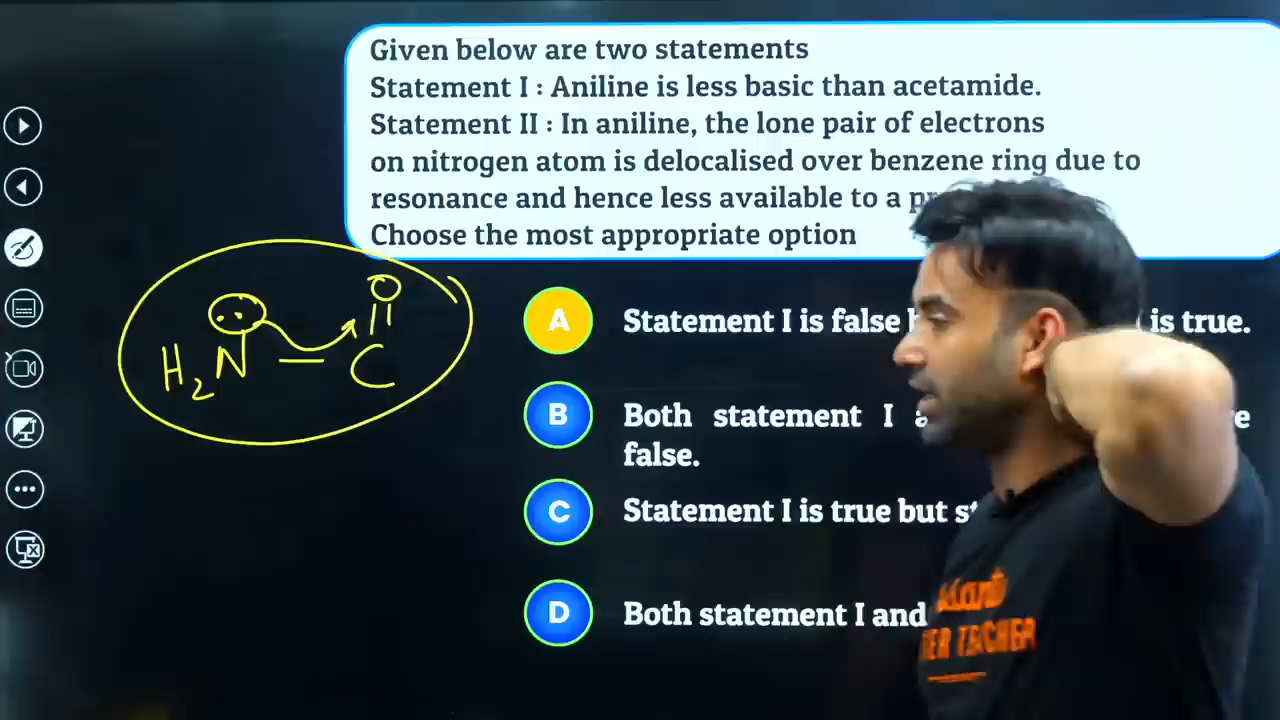 Given below are two statements
Statement I : Aniline is less basic than acetamide.
Statement II : In aniline, the lone pair of electrons
on nitrogen atom is delocalised over benzene ring due to
resonance and hence less available to a
Choose the most appropriate option
O
H2N = C
A Statement I is false is true.
B Both statement I
false.
C Statement I is true but
D Both statement I and
TEACHER